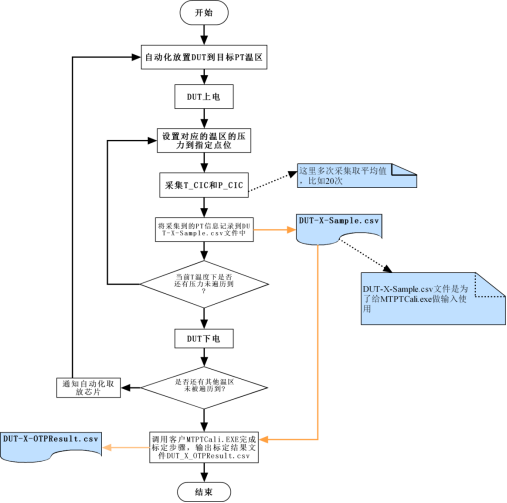 开始
自动化放置DUT到目标PT温区
DUT上电
设置对应的温区的压
力到指定点位
采集T_CIC和P_CIC
这里多次采集取平均值
，比如20次
将采集到的PT信息记录到DU
T-X-Sample.csv文件中
DUT-X-Sample.csv
当前T温度下是否
还有压力未遍历到
？
DUT-X-Sample.csv文件是为
了给MTPTCali.exe做输入使
用
DUT下电
是否还有其他温区
未被遍历到？
通知自动化取
放芯片
调用客户MTPTCali.EXE完成
标定步骤，输出标定结果文
件DUT_X_OTPResult.csv
DUT-X-OTPResult.csv
结束